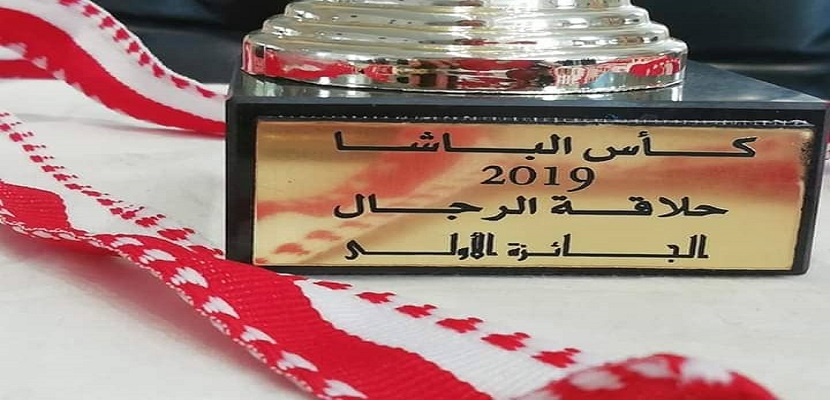 كأس الباشا
2019
حلاقة الرجال
الجائزة الأولى